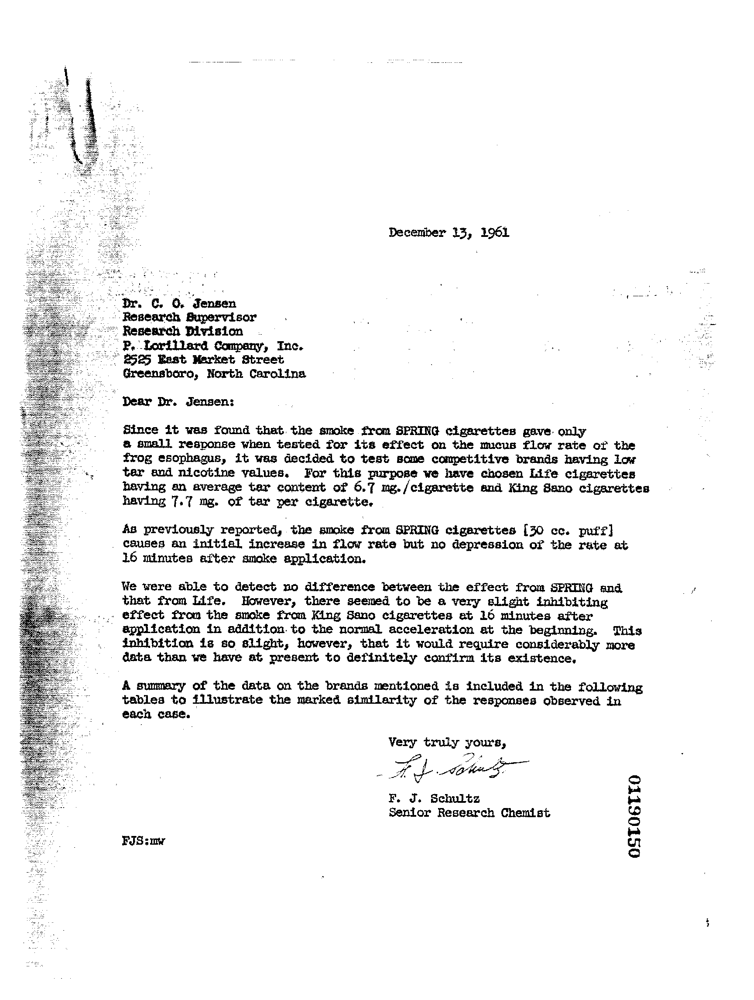 December 13, 1961
Dr. C. O. Jensen
Research Supervisor
Research Division
P. Lorillard Company, Inc.
2525 East Market Street
Greensboro, North Carolina
Dear Dr. Jensen:
Since it was found that the smoke from SPRING cigarettes gave only
a small response when tested for its effect on the mucus flow rate of the
frog esophagus, it was decided to test some competitive brands having low
tar and nicotine values. For this purpose we have chosen Life cigarettes
having an average tar content of 6.7 mg./cigarette and King Sano cigarettes
having 7.7 mg. of tar per cigarette.
As previously reported, the smoke from SPRING cigarettes [30 cc. puff]
causes an initial increase in flow rate but no depression of the rate at
16 minutes after smoke application.
We were able to detect no difference between the effect from SPRING and
that from Life. However, there seemed to be a very slight inhibiting
effect from the smoke from King Sano cigarettes at 16 minutes after
application in addition to the normal acceleration at the beginning. This
inhibition is so slight, however, that it would require considerably more
data than we have at present to definitely confirm its existence.
A summary of the data on the brands mentioned is included in the following
tables to illustrate the marked similarity of the responses observed in
each case.
Very truly yours,
F. J. Schultz
F. J. Schultz
Senior Research Chemist
FJS:mw
01190150